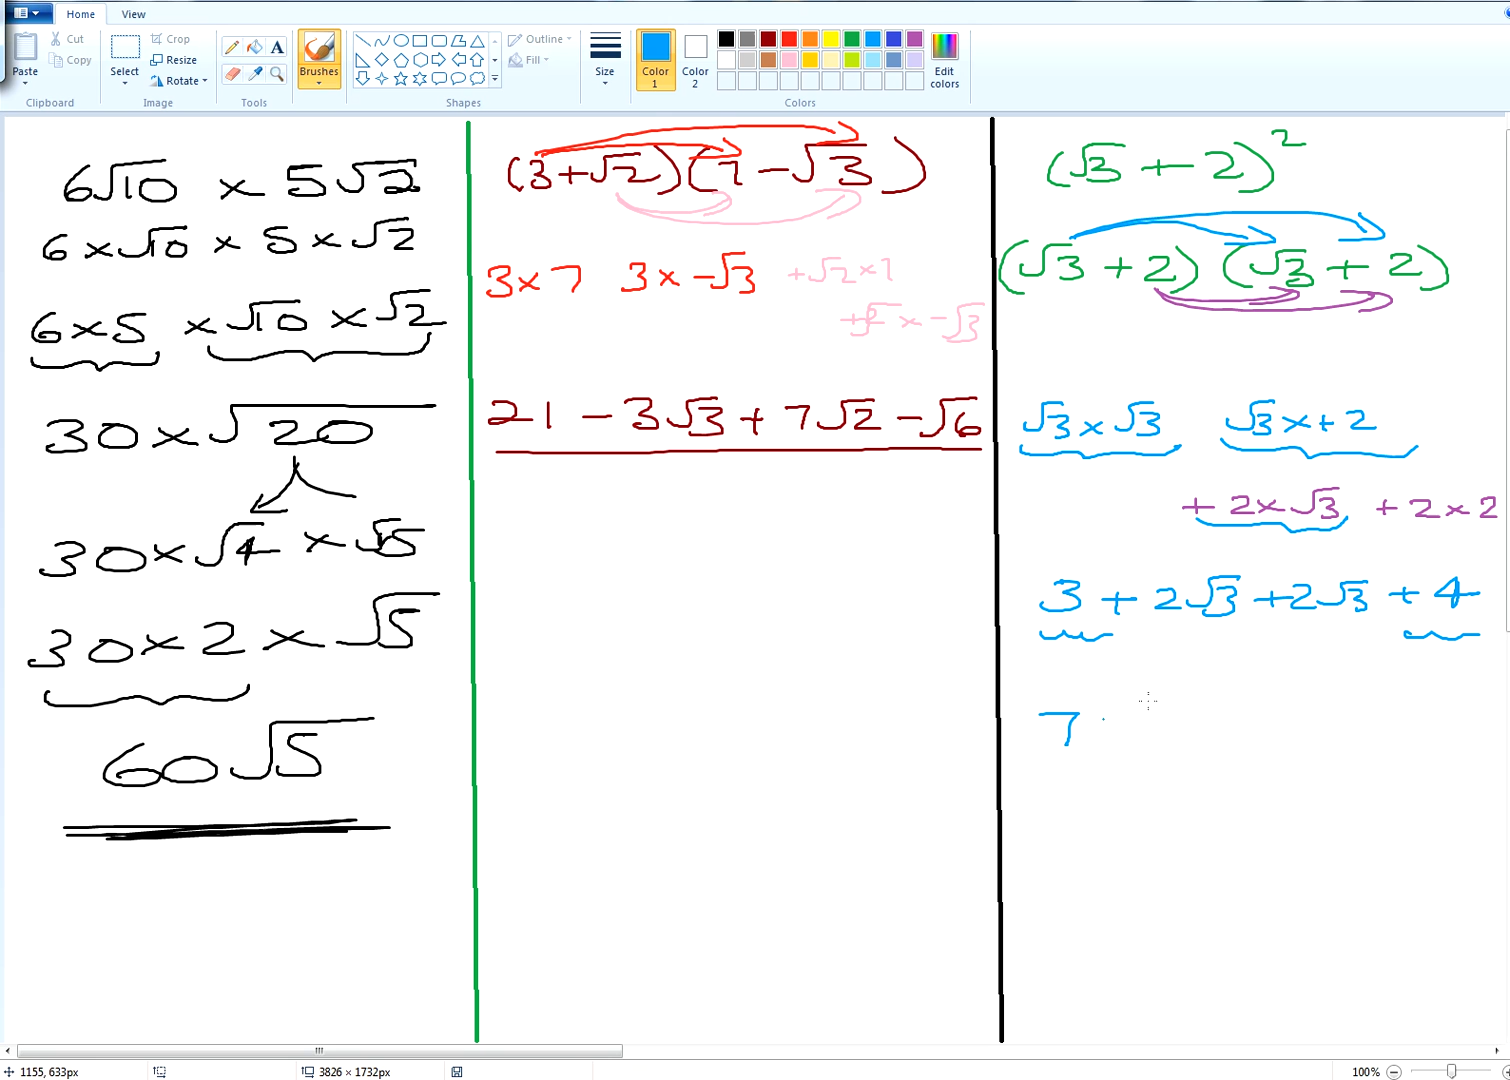 Home View
Paste
Cut
Copy
Clipboard
Select
Crop
Resize
Rotate
Image
Tools
Brushes
Shapes
Outline
Fill
Size
Color 1
Color 2
Edit colors
Colors
6√10 × 5√2
6 × √10 × 5 × √2
6 × 5 × √10 × √2
30 × √20
30 × √4 × √5
30 × 2 × √5
60√5
(3 + √2)(7 - √3)
3 × 7 3 × -√3 + √2 × 7
+ √2 × -√3
21 - 3√3 + 7√2 - √6
(√3 + 2)²
(√3 + 2)(√3 + 2)
√3 × √3 √3 × + 2
+ 2 × √3 + 2 × 2
3 + 2√3 + 2√3 + 4
7
1155, 633px
3826 × 1732px
100%